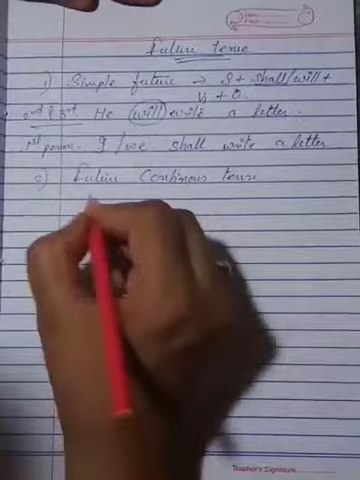 Future tense
1) Simple future → S + shall/will +
V + O.
2nd & 3rd. He will write a letter.
1st person. I/we shall write a letter
2) Future Continous tense
Teacher's Signature